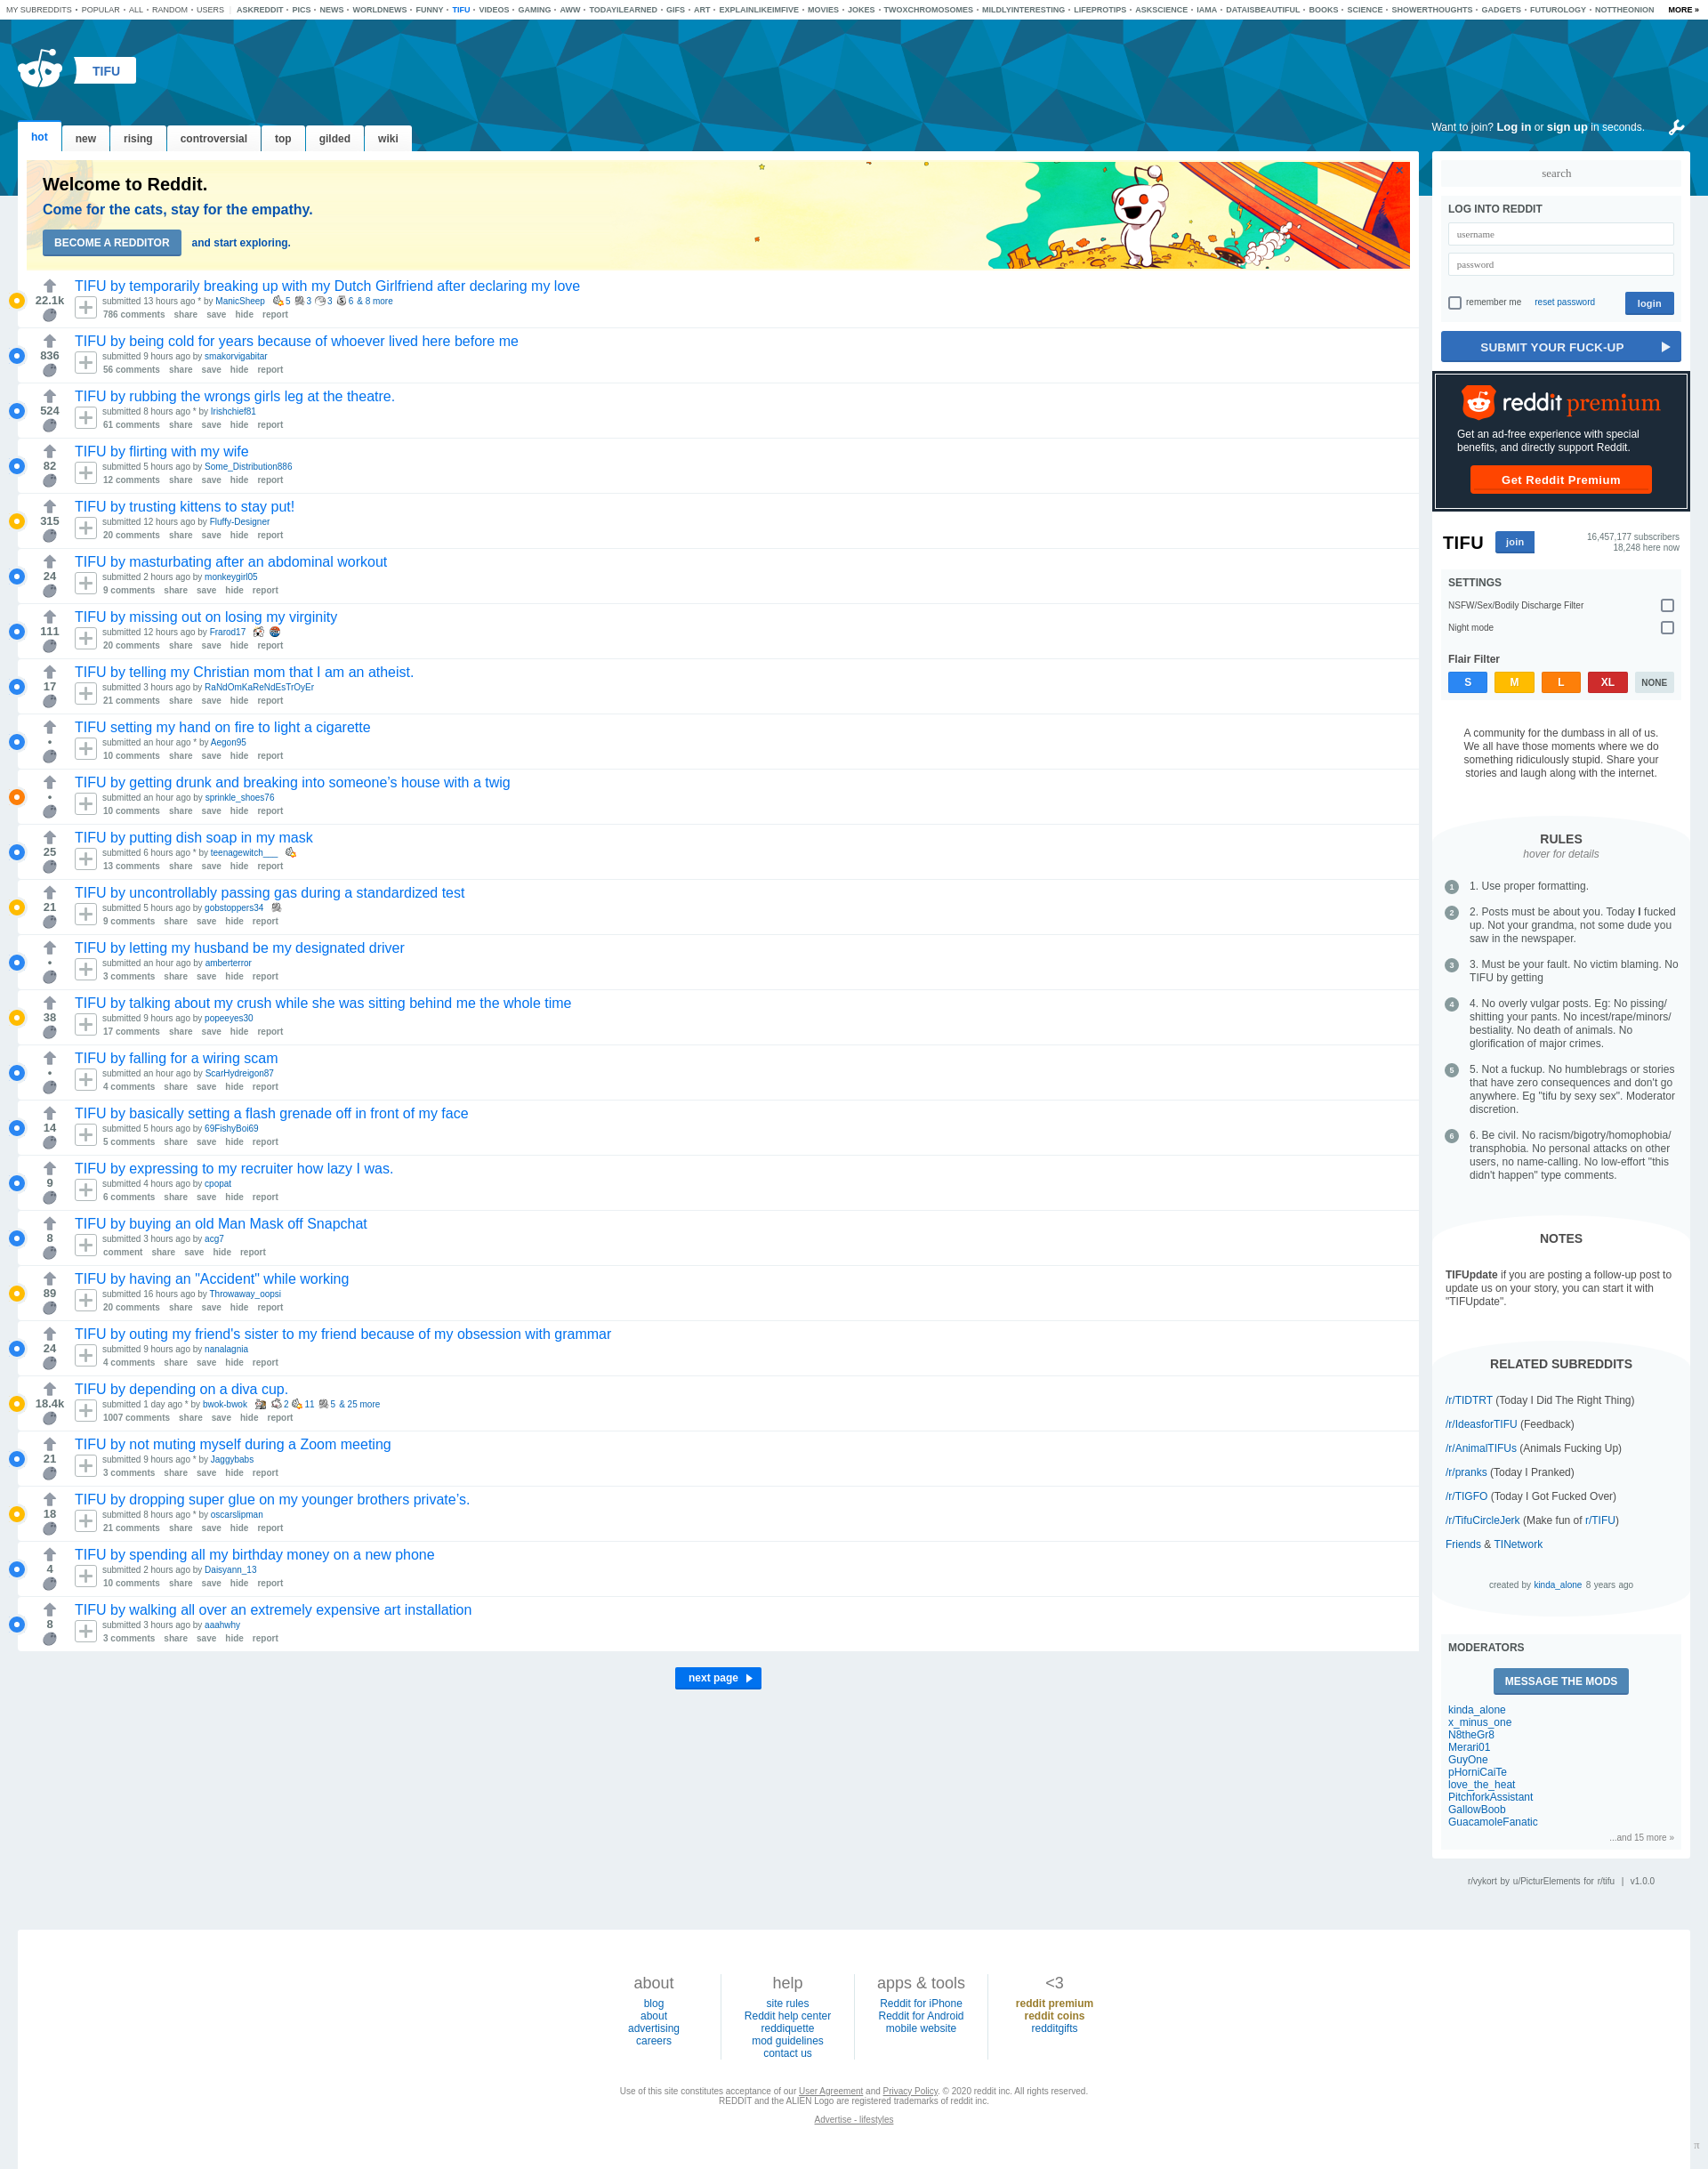 MY SUBREDDITS • POPULAR • ALL • RANDOM • USERS | ASKREDDIT • PICS • NEWS • WORLDNEWS • FUNNY • TIFU • VIDEOS • GAMING • AWW • TODAYILEARNED • GIFS • ART • EXPLAINLIKEIMFIVE • MOVIES • JOKES • TWOXCHROMOSOMES • MILDLYINTERESTING • LIFEPROTIPS • ASKSCIENCE • IAMA • DATAISBEAUTIFUL • BOOKS • SCIENCE • SHOWERTHOUGHTS • GADGETS • FUTUROLOGY • NOTTHEONION MORE »
TIFU
hot new rising controversial top gilded wiki
Want to join? Log in or sign up in seconds.
Welcome to Reddit.
Come for the cats, stay for the empathy.
BECOME A REDDITOR and start exploring.
TIFU by temporarily breaking up with my Dutch Girlfriend after declaring my love
22.1k submitted 13 hours ago * by ManicSheep 5 3 3 6 & 8 more
786 comments share save hide report
TIFU by being cold for years because of whoever lived here before me
836 submitted 9 hours ago by smakorvigabitar
56 comments share save hide report
TIFU by rubbing the wrongs girls leg at the theatre.
524 submitted 8 hours ago * by Irishchief81
61 comments share save hide report
TIFU by flirting with my wife
82 submitted 5 hours ago by Some_Distribution886
12 comments share save hide report
TIFU by trusting kittens to stay put!
315 submitted 12 hours ago by Fluffy-Designer
20 comments share save hide report
TIFU by masturbating after an abdominal workout
24 submitted 2 hours ago by monkeygirl05
9 comments share save hide report
TIFU by missing out on losing my virginity
111 submitted 12 hours ago by Frarod17
20 comments share save hide report
TIFU by telling my Christian mom that I am an atheist.
17 submitted 3 hours ago by RaNdOmKaReNdEsTrOyEr
21 comments share save hide report
TIFU setting my hand on fire to light a cigarette
• submitted an hour ago * by Aegon95
10 comments share save hide report
TIFU by getting drunk and breaking into someone’s house with a twig
• submitted an hour ago by sprinkle_shoes76
10 comments share save hide report
TIFU by putting dish soap in my mask
25 submitted 6 hours ago * by teenagewitch___
13 comments share save hide report
TIFU by uncontrollably passing gas during a standardized test
21 submitted 5 hours ago by gobstoppers34
9 comments share save hide report
TIFU by letting my husband be my designated driver
• submitted an hour ago by amberterror
3 comments share save hide report
TIFU by talking about my crush while she was sitting behind me the whole time
38 submitted 9 hours ago by popeeyes30
17 comments share save hide report
TIFU by falling for a wiring scam
• submitted an hour ago by ScarHydreigon87
4 comments share save hide report
TIFU by basically setting a flash grenade off in front of my face
14 submitted 5 hours ago by 69FishyBoi69
5 comments share save hide report
TIFU by expressing to my recruiter how lazy I was.
9 submitted 4 hours ago by cpopat
6 comments share save hide report
TIFU by buying an old Man Mask off Snapchat
8 submitted 3 hours ago by acg7
comment share save hide report
TIFU by having an "Accident" while working
89 submitted 16 hours ago by Throwaway_oopsi
20 comments share save hide report
TIFU by outing my friend's sister to my friend because of my obsession with grammar
24 submitted 9 hours ago by nanalagnia
4 comments share save hide report
TIFU by depending on a diva cup.
18.4k submitted 1 day ago * by bwok-bwok 2 11 5 & 25 more
1007 comments share save hide report
TIFU by not muting myself during a Zoom meeting
21 submitted 9 hours ago * by Jaggybabs
3 comments share save hide report
TIFU by dropping super glue on my younger brothers private’s.
18 submitted 8 hours ago * by oscarslipman
21 comments share save hide report
TIFU by spending all my birthday money on a new phone
4 submitted 2 hours ago by Daisyann_13
10 comments share save hide report
TIFU by walking all over an extremely expensive art installation
8 submitted 3 hours ago by aaahwhy
3 comments share save hide report
next page
search
LOG INTO REDDIT
username
password
remember me reset password login
SUBMIT YOUR FUCK-UP
reddit premium
Get an ad-free experience with special
benefits, and directly support Reddit.
Get Reddit Premium
TIFU join 16,457,177 subscribers
18,248 here now
SETTINGS
NSFW/Sex/Bodily Discharge Filter
Night mode
Flair Filter
S M L XL NONE
A community for the dumbass in all of us.
We all have those moments where we do
something ridiculously stupid. Share your
stories and laugh along with the internet.
RULES
hover for details
1 1. Use proper formatting.
2 2. Posts must be about you. Today I fucked
up. Not your grandma, not some dude you
saw in the newspaper.
3 3. Must be your fault. No victim blaming. No
TIFU by getting
4 4. No overly vulgar posts. Eg: No pissing/
shitting your pants. No incest/rape/minors/
bestiality. No death of animals. No
glorification of major crimes.
5 5. Not a fuckup. No humblebrags or stories
that have zero consequences and don't go
anywhere. Eg "tifu by sexy sex". Moderator
discretion.
6 6. Be civil. No racism/bigotry/homophobia/
transphobia. No personal attacks on other
users, no name-calling. No low-effort "this
didn't happen" type comments.
NOTES
TIFUpdate if you are posting a follow-up post to
update us on your story, you can start it with
"TIFUpdate".
RELATED SUBREDDITS
/r/TIDTRT (Today I Did The Right Thing)
/r/IdeasforTIFU (Feedback)
/r/AnimalTIFUs (Animals Fucking Up)
/r/pranks (Today I Pranked)
/r/TIGFO (Today I Got Fucked Over)
/r/TifuCircleJerk (Make fun of r/TIFU)
Friends & TINetwork
created by kinda_alone 8 years ago
MODERATORS
MESSAGE THE MODS
kinda_alone
x_minus_one
N8theGr8
Merari01
GuyOne
pHorniCaiTe
love_the_heat
PitchforkAssistant
GallowBoob
GuacamoleFanatic
...and 15 more »
r/vykort by u/PicturElements for r/tifu | v1.0.0
about
blog
about
advertising
careers
help
site rules
Reddit help center
reddiquette
mod guidelines
contact us
apps & tools
Reddit for iPhone
Reddit for Android
mobile website
<3
reddit premium
reddit coins
redditgifts
Use of this site constitutes acceptance of our User Agreement and Privacy Policy. © 2020 reddit inc. All rights reserved.
REDDIT and the ALIEN Logo are registered trademarks of reddit inc.
Advertise - lifestyles
π